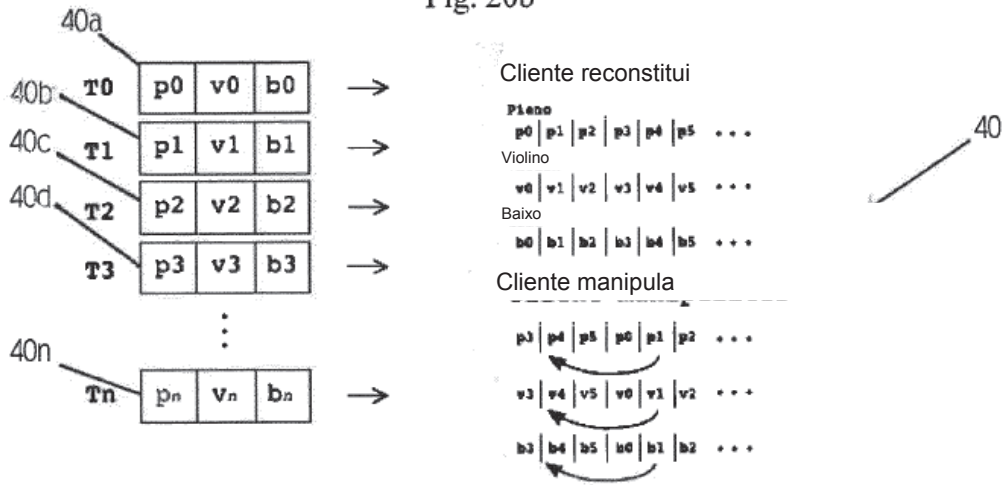 Fig. 20b
40a
40b
40c
40d
40n
T0 p0 v0 b0 →
T1 p1 v1 b1 →
T2 p2 v2 b2 →
T3 p3 v3 b3 →
Tn pn vn bn →
Cliente reconstitui
Piano
p0 | p1 | p2 | p3 | p4 | p5 • • •
Violino
v0 | v1 | v2 | v3 | v4 | v5 • • •
Baixo
b0 | b1 | b2 | b3 | b4 | b5 • • •
40
Cliente manipula
p3 | p4 | p5 | p0 | p1 | p2 • • •
v3 | v4 | v5 | v0 | v1 | v2 • • •
b3 | b4 | b5 | b0 | b1 | b2 • • •